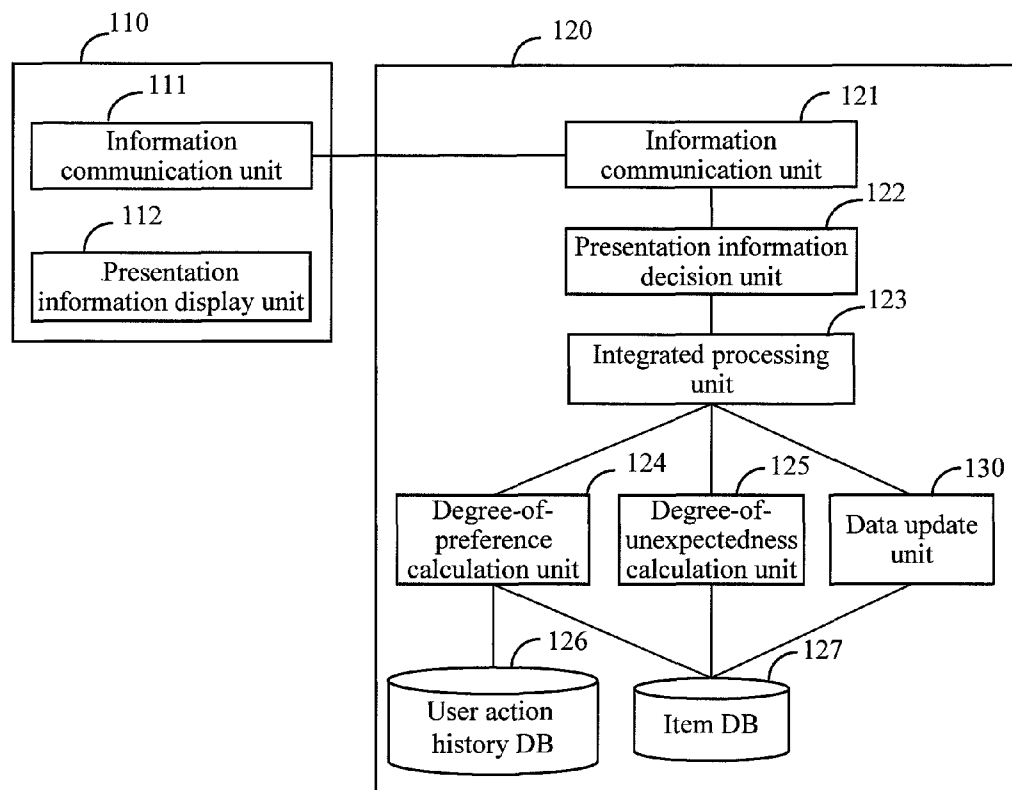 110
120
111
Information
communication unit
121
Information
communication unit
112
Presentation
information display unit
122
Presentation information
decision unit
123
Integrated processing
unit
124
Degree-of-
preference
calculation unit
125
Degree-of-
unexpectedness
calculation unit
130
Data update
unit
126
User action
history DB
127
Item DB